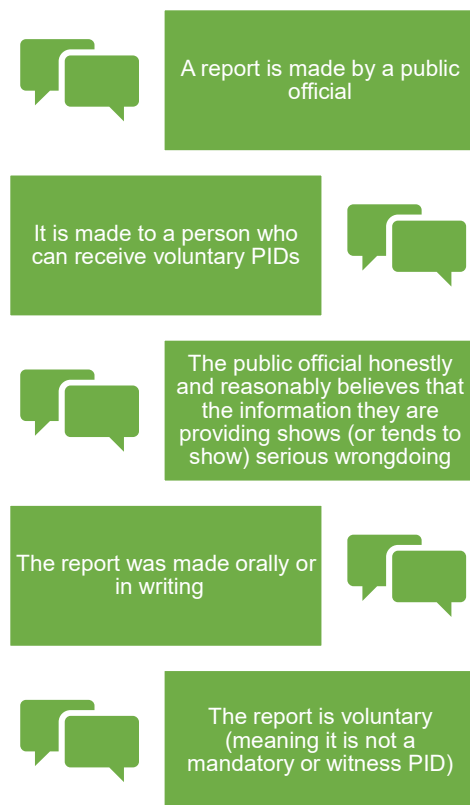 A report is made by a public
official
It is made to a person who
can receive voluntary PIDs
The public official honestly
and reasonably believes that
the information they are
providing shows (or tends to
show) serious wrongdoing
The report was made orally or
in writing
The report is voluntary
(meaning it is not a
mandatory or witness PID)